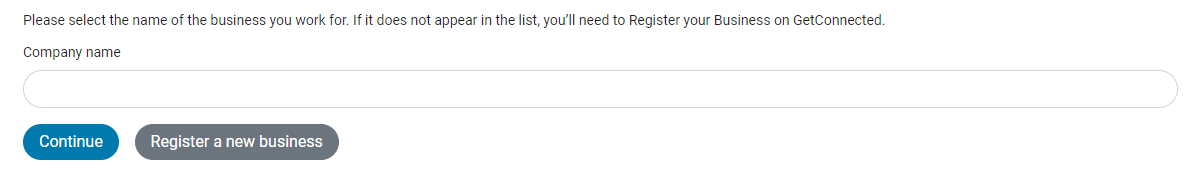 Please select the name of the business you work for. If it does not appear in the list, you’ll need to Register your Business on GetConnected.
Company name
Continue
Register a new business